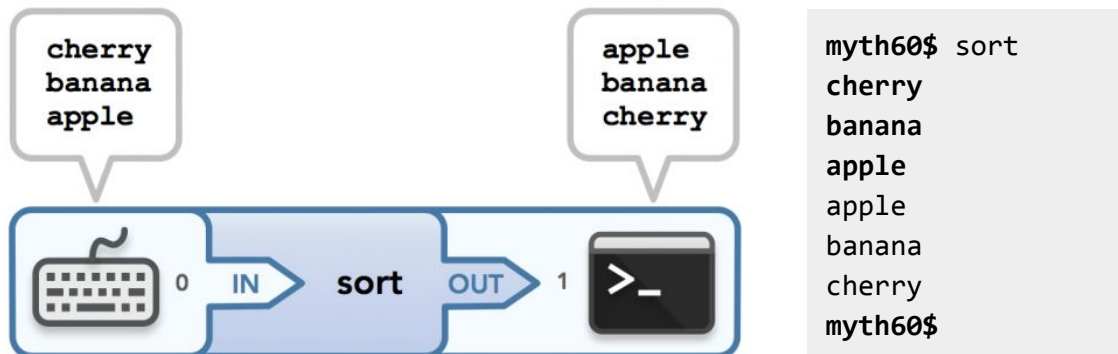 cherry
banana
apple
apple
banana
cherry
0
IN
sort
OUT
1
>_
myth60$ sort
cherry
banana
apple
apple
banana
cherry
myth60$